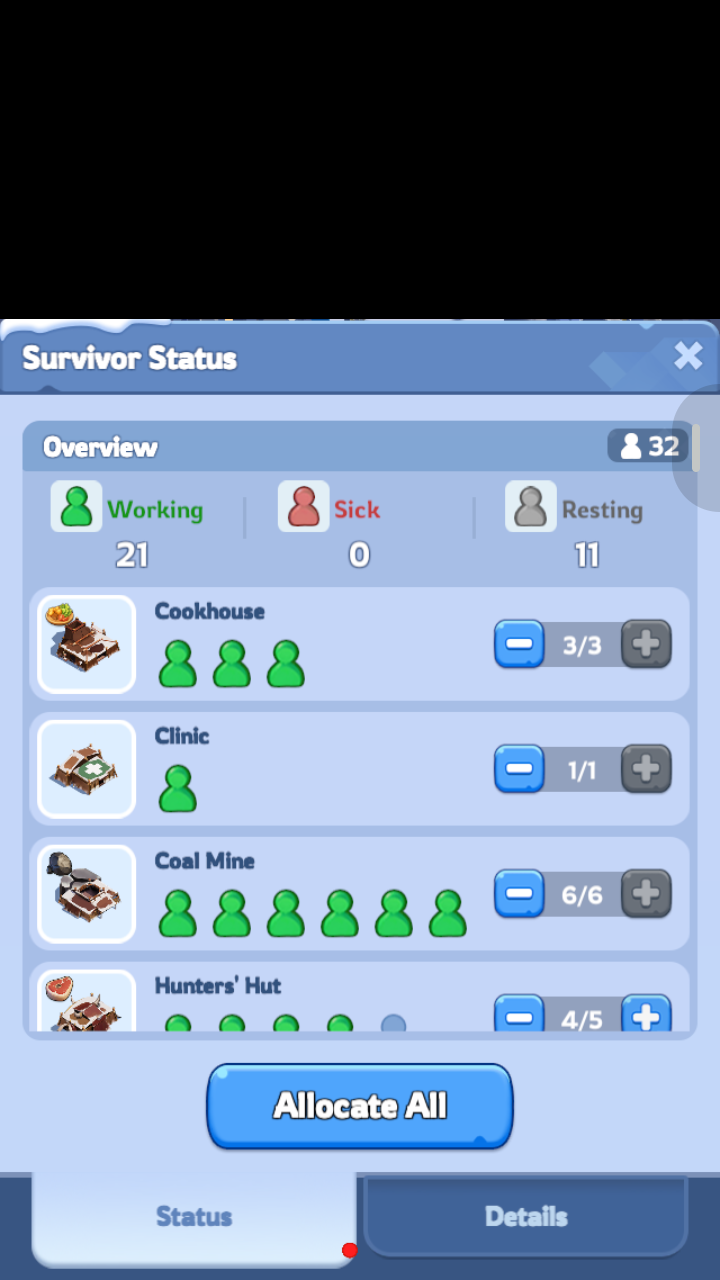 Survivor Status
Overview 32
Working Sick Resting
21 0 11
Cookhouse
3/3
Clinic
1/1
Coal Mine
6/6
Hunters' Hut
4/5
Allocate All
Status Details